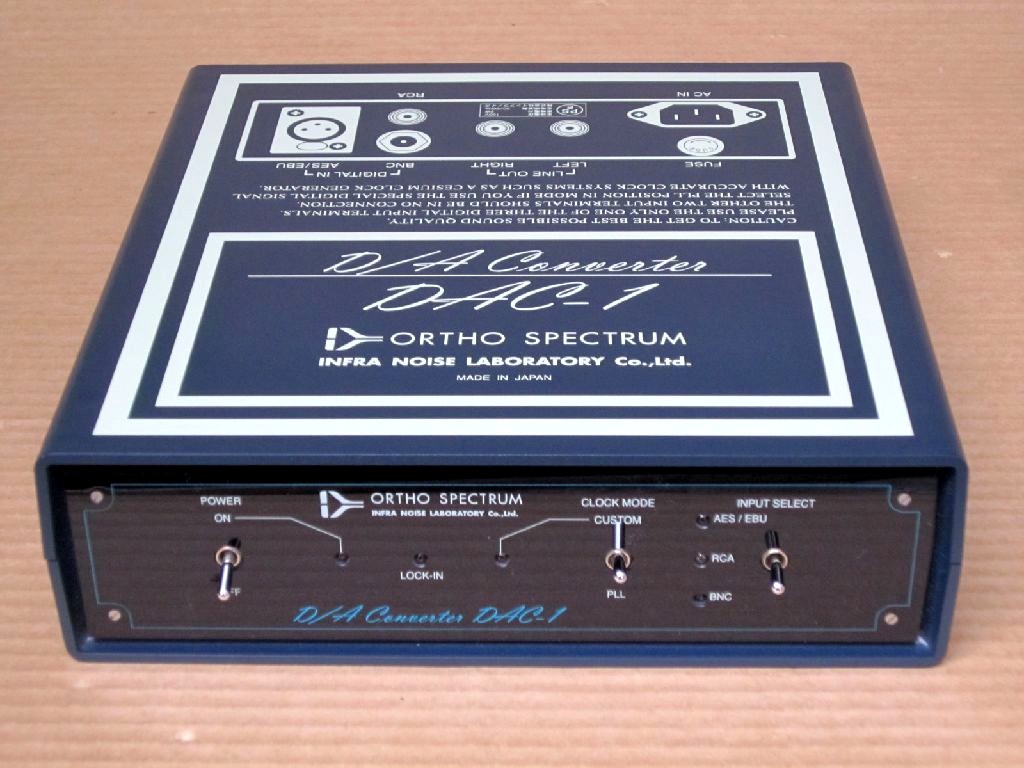 AC IN
RCA
FUSE
LEFT
RIGHT
LINE OUT
BNC
AES/EBU
DIGITAL IN
CAUTION: TO GET THE BEST POSSIBLE SOUND QUALITY,
PLEASE USE THE ONLY ONE OF THE THREE DIGITAL INPUT TERMINALS.
THE OTHER TWO INPUT TERMINALS SHOULD BE IN NO CONNECTION.
SELECT THE PLL POSITION IN MODE IF YOU USE THE SPECIAL DIGITAL SIGNAL
WITH ACCURATE CLOCK SYSTEMS SUCH AS A CESIUM CLOCK GENERATOR.
D/A Converter
DAC-1
ORTHO SPECTRUM
INFRA NOISE LABORATORY Co.,Ltd.
MADE IN JAPAN
POWER
ON
ORTHO SPECTRUM
INFRA NOISE LABORATORY Co.,Ltd.
LOCK-IN
CLOCK MODE
CUSTOM
PLL
INPUT SELECT
AES / EBU
RCA
BNC
D/A Converter DAC-1